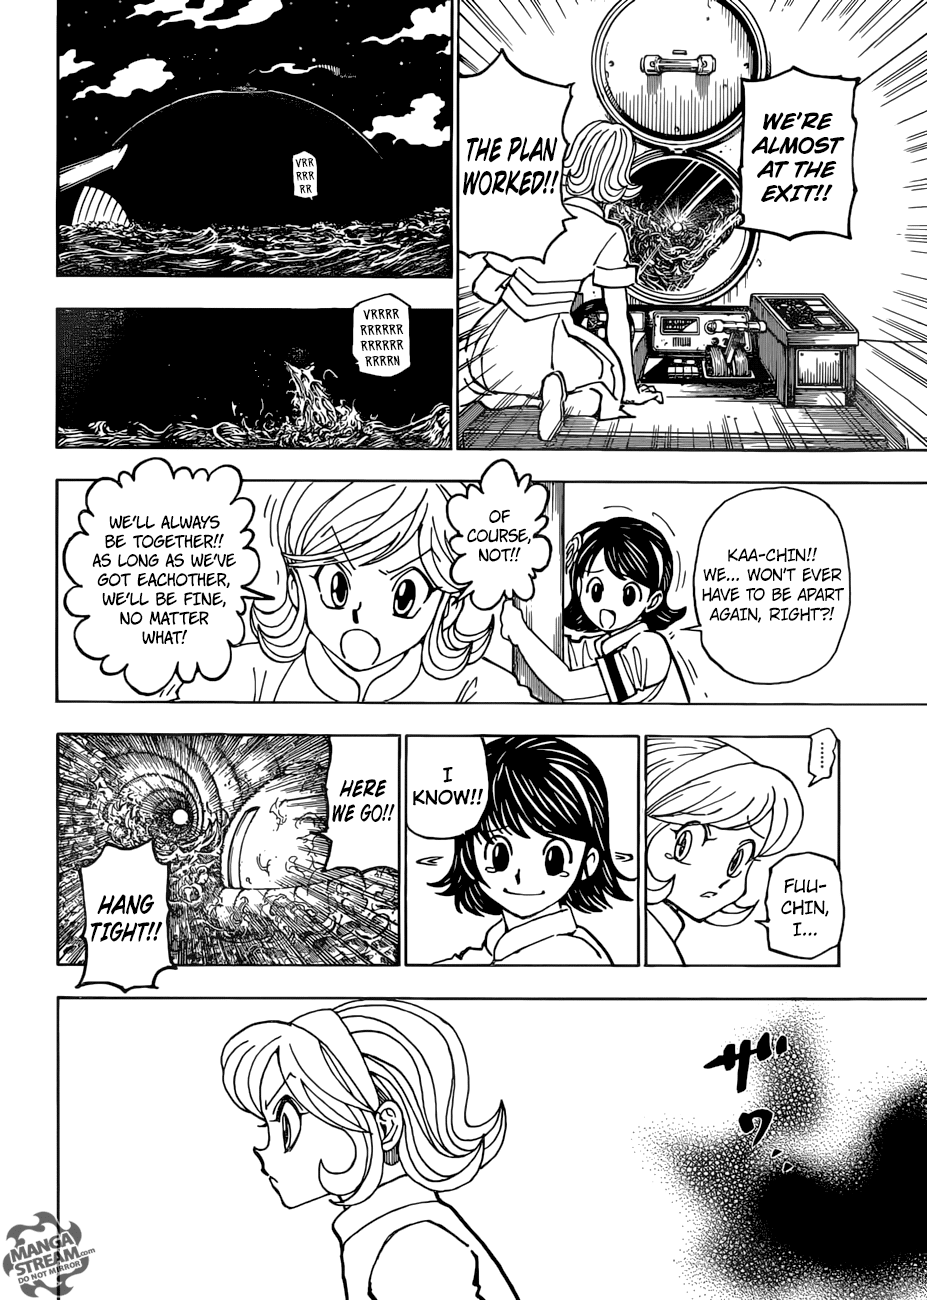 WE'RE
ALMOST
AT THE
EXIT!!
THE PLAN
WORKED!!
VRR
RRR
RR
VRRRR
RRRRRR
RRRRRR
RRRRN
KAA-CHIN!!
WE... WON'T EVER
HAVE TO BE APART
AGAIN, RIGHT?!
OF
COURSE,
NOT!!
WE'LL ALWAYS
BE TOGETHER!!
AS LONG AS WE'VE
GOT EACHOTHER,
WE'LL BE FINE,
NO MATTER
WHAT!
......
FUU-
CHIN,
I...
I
KNOW!!
HERE
WE GO!!
HANG
TIGHT!!
ザワ
MANGA
STREAM.com
DO NOT MIRROR